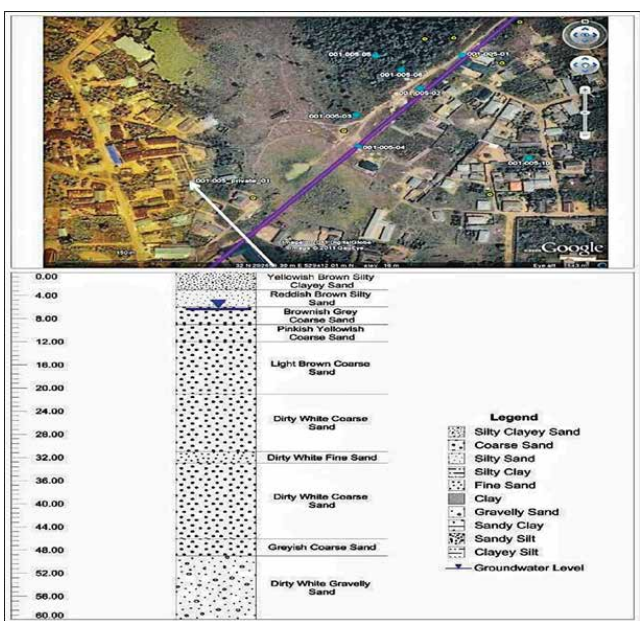 001-005-05
001-005-01
001-005-06
001-005-02
001-005-03
001-005-04
001-005-10
001-005_private_01
Google
0.00
4.00
8.00
12.00
16.00
20.00
24.00
28.00
32.00
36.00
40.00
44.00
48.00
52.00
56.00
60.00
Yellowish Brown Silty
Clayey Sand
Reddish Brown Silty
Sand
Brownish Grey
Coarse Sand
Pinkish Yellowish
Coarse Sand
Light Brown Coarse
Sand
Dirty White Coarse
Sand
Dirty White Fine Sand
Dirty White Coarse
Sand
Greyish Coarse Sand
Dirty White Gravelly
Sand
Legend
Silty Clayey Sand
Coarse Sand
Silty Sand
Silty Clay
Fine Sand
Clay
Gravelly Sand
Sandy Clay
Sandy Silt
Clayey Silt
Groundwater Level